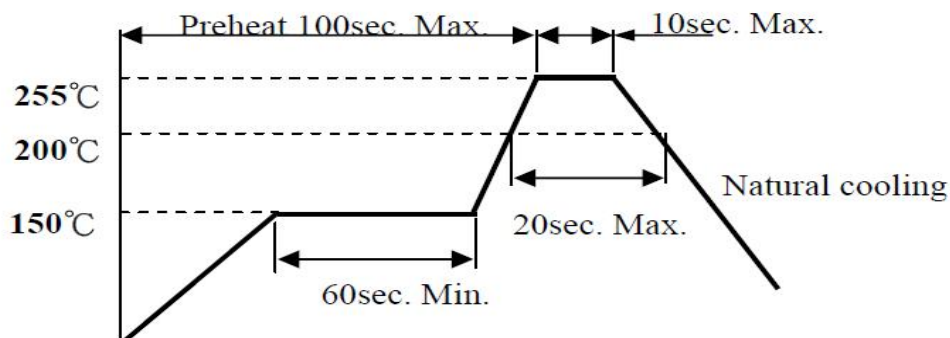 Preheat 100sec. Max.
10sec. Max.
255℃
200℃
150℃
Natural cooling
20sec. Max.
60sec. Min.